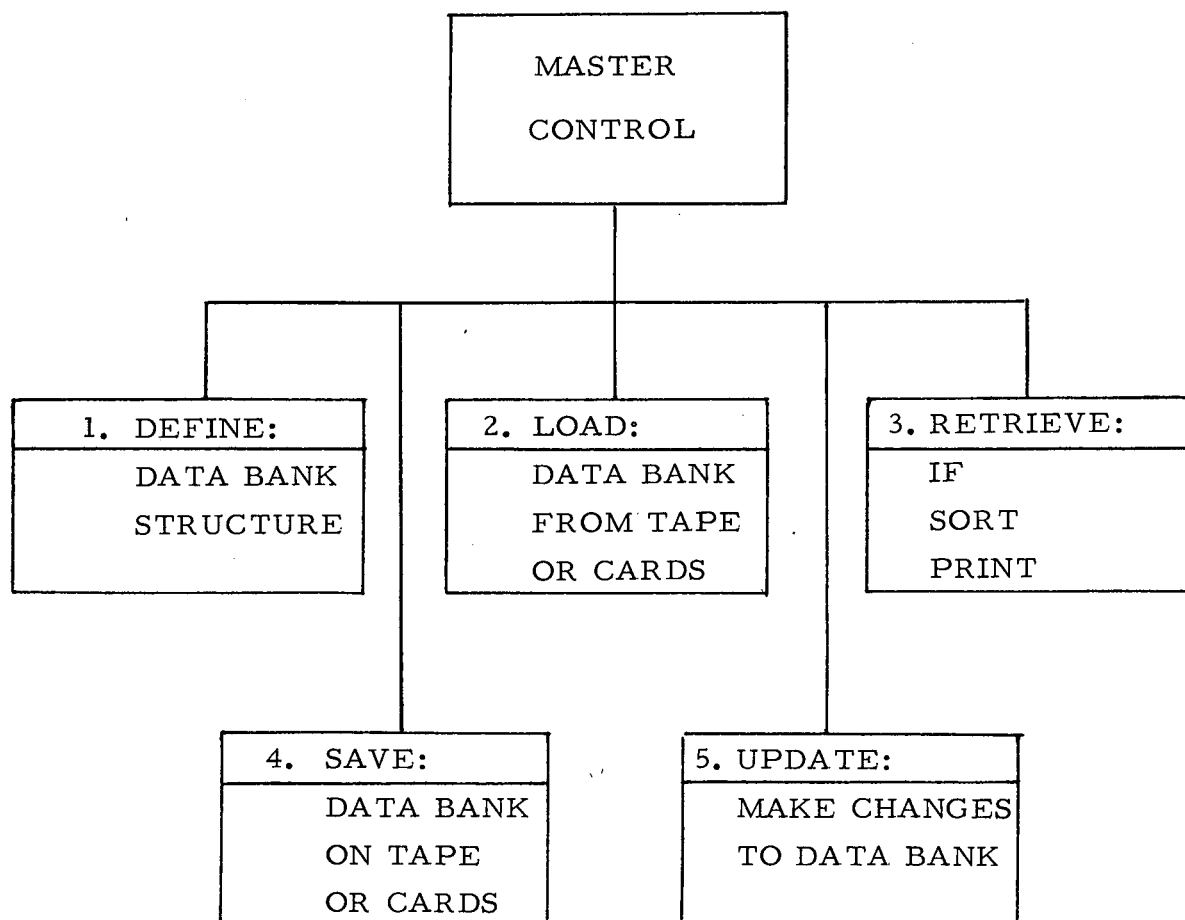 MASTER
CONTROL
1. DEFINE:
DATA BANK
STRUCTURE
2. LOAD:
DATA BANK
FROM TAPE
OR CARDS
3. RETRIEVE:
IF
SORT
PRINT
4. SAVE:
DATA BANK
ON TAPE
OR CARDS
5. UPDATE:
MAKE CHANGES
TO DATA BANK